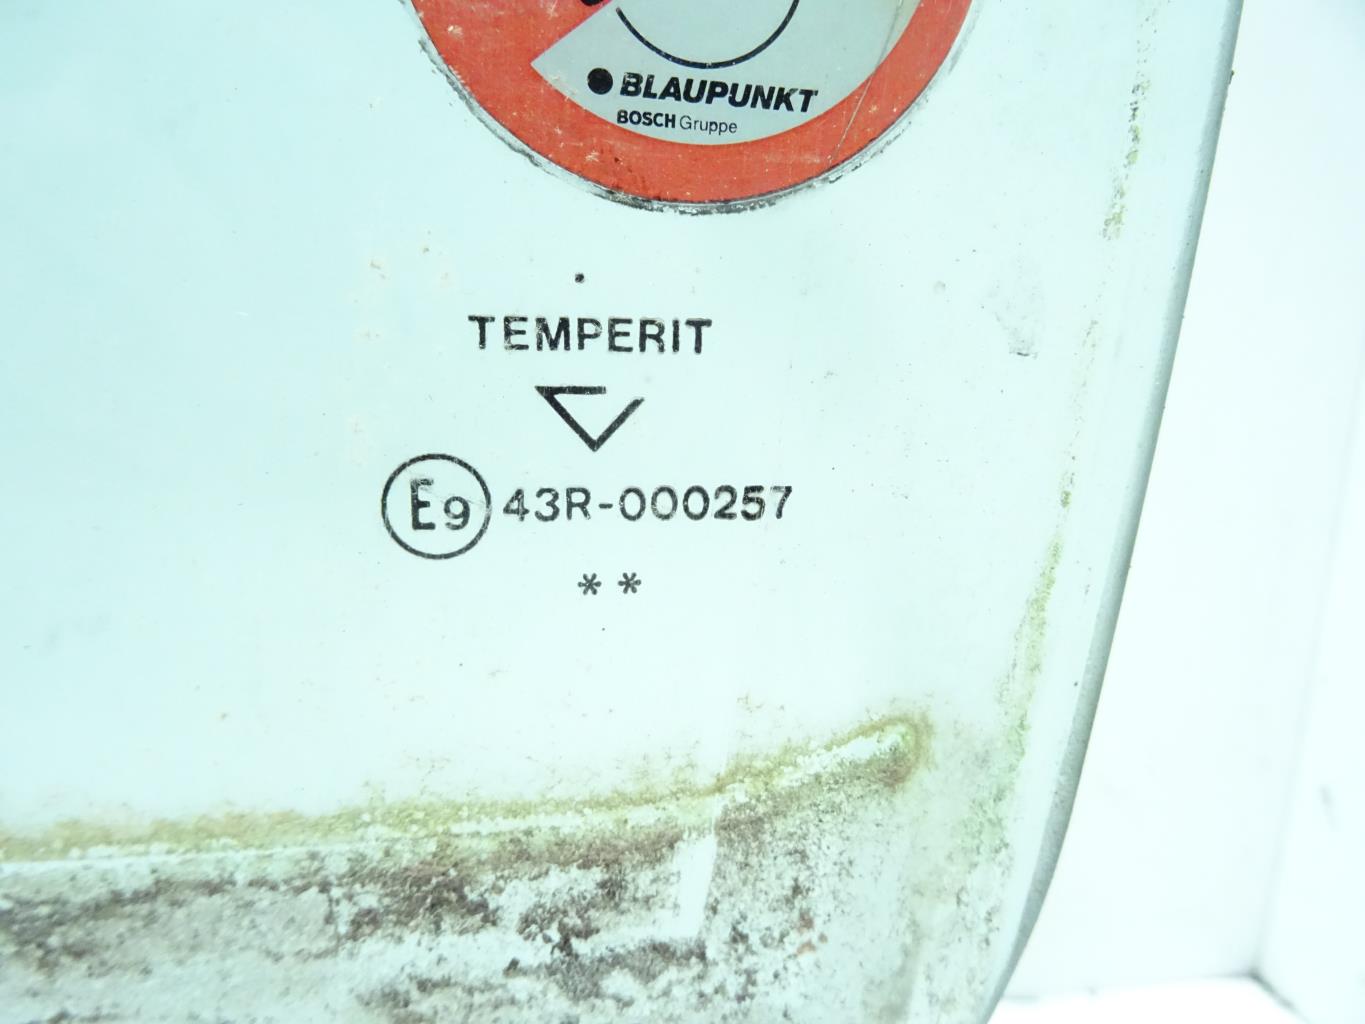 BLAUPUNKT
BOSCH Gruppe
TEMPERIT
E9 43R-000257
**